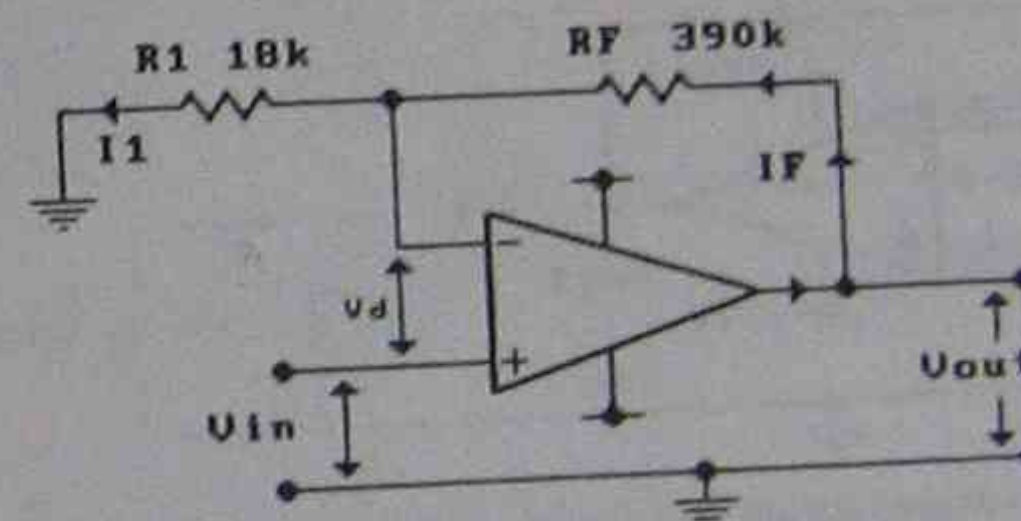 R1 18k
RF 390k
I1
IF
-
Vd
+
Vin
Vout